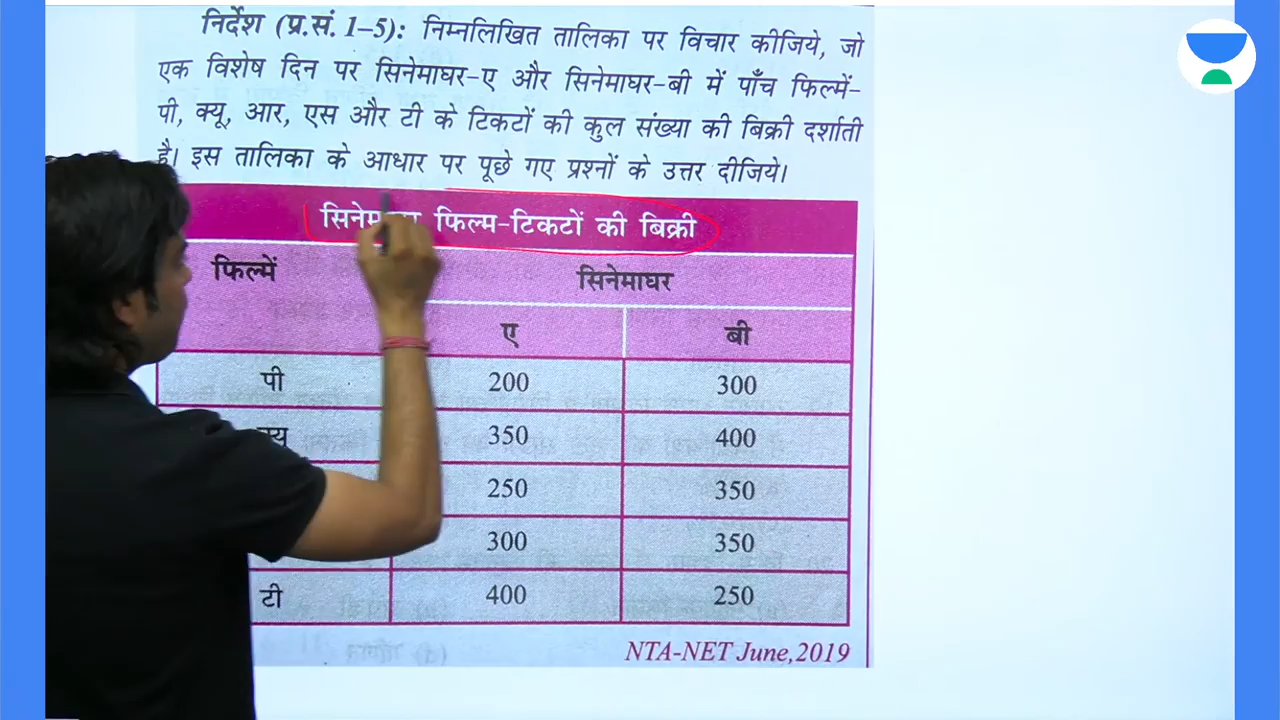 निर्देश (प्र.सं. 1–5): निम्नलिखित तालिका पर विचार कीजिये, जो
एक विशेष दिन पर सिनेमाघर-ए और सिनेमाघर-बी में पाँच फिल्में-
पी, क्यू, आर, एस और टी के टिकटों की कुल संख्या की बिक्री दर्शाती
है। इस तालिका के आधार पर पूछे गए प्रश्नों के उत्तर दीजिये।
फिल्म-टिकटों की बिक्री
फिल्में सिनेमाघर
ए बी
पी 200 300
क्यू 350 400
250 350
300 350
टी 400 250
NTA-NET June,2019